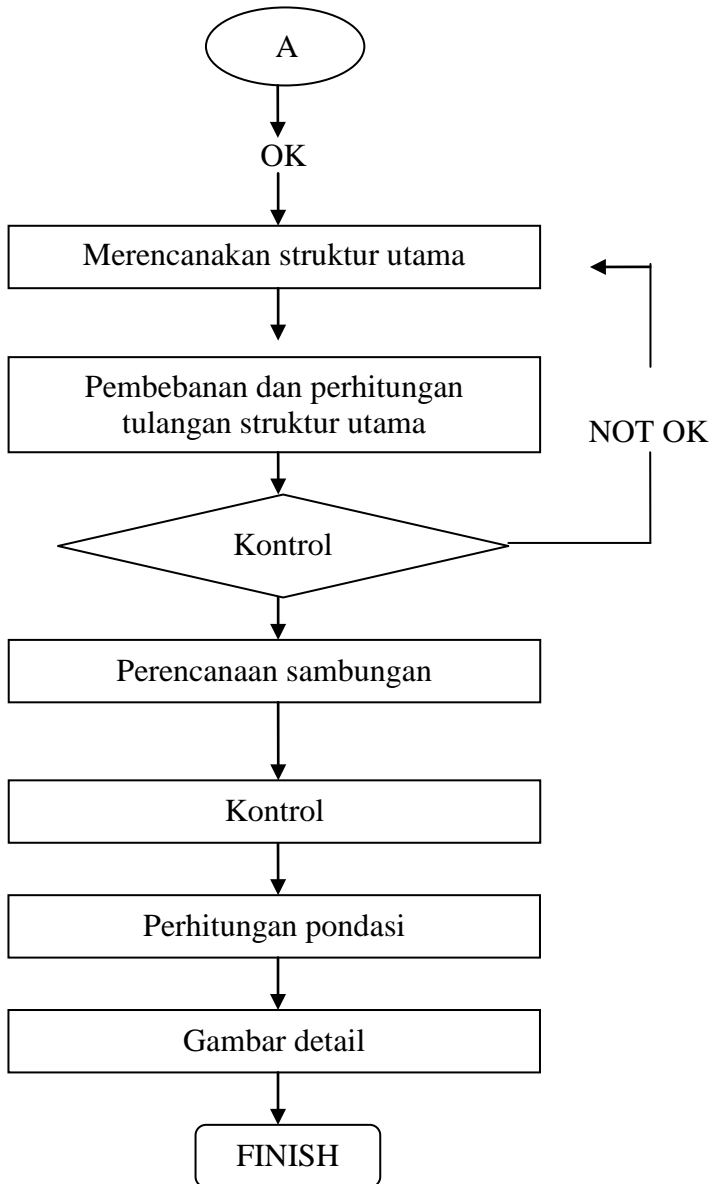 A
OK
Merencanakan struktur utama
Pembebanan dan perhitungan
tulangan struktur utama
NOT OK
Kontrol
Perencanaan sambungan
Kontrol
Perhitungan pondasi
Gambar detail
FINISH